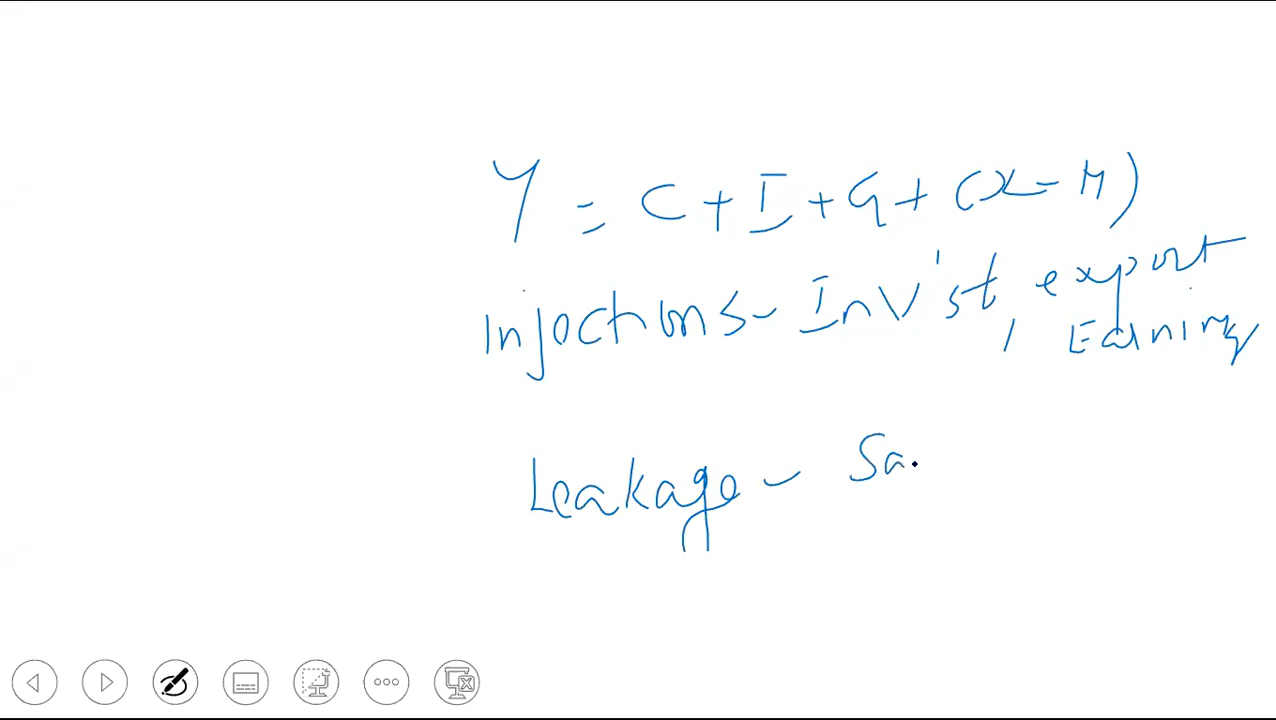 Y = C + I + G + (X - M)
Injections - Inv'st, export
Earning
Leakage - Sa